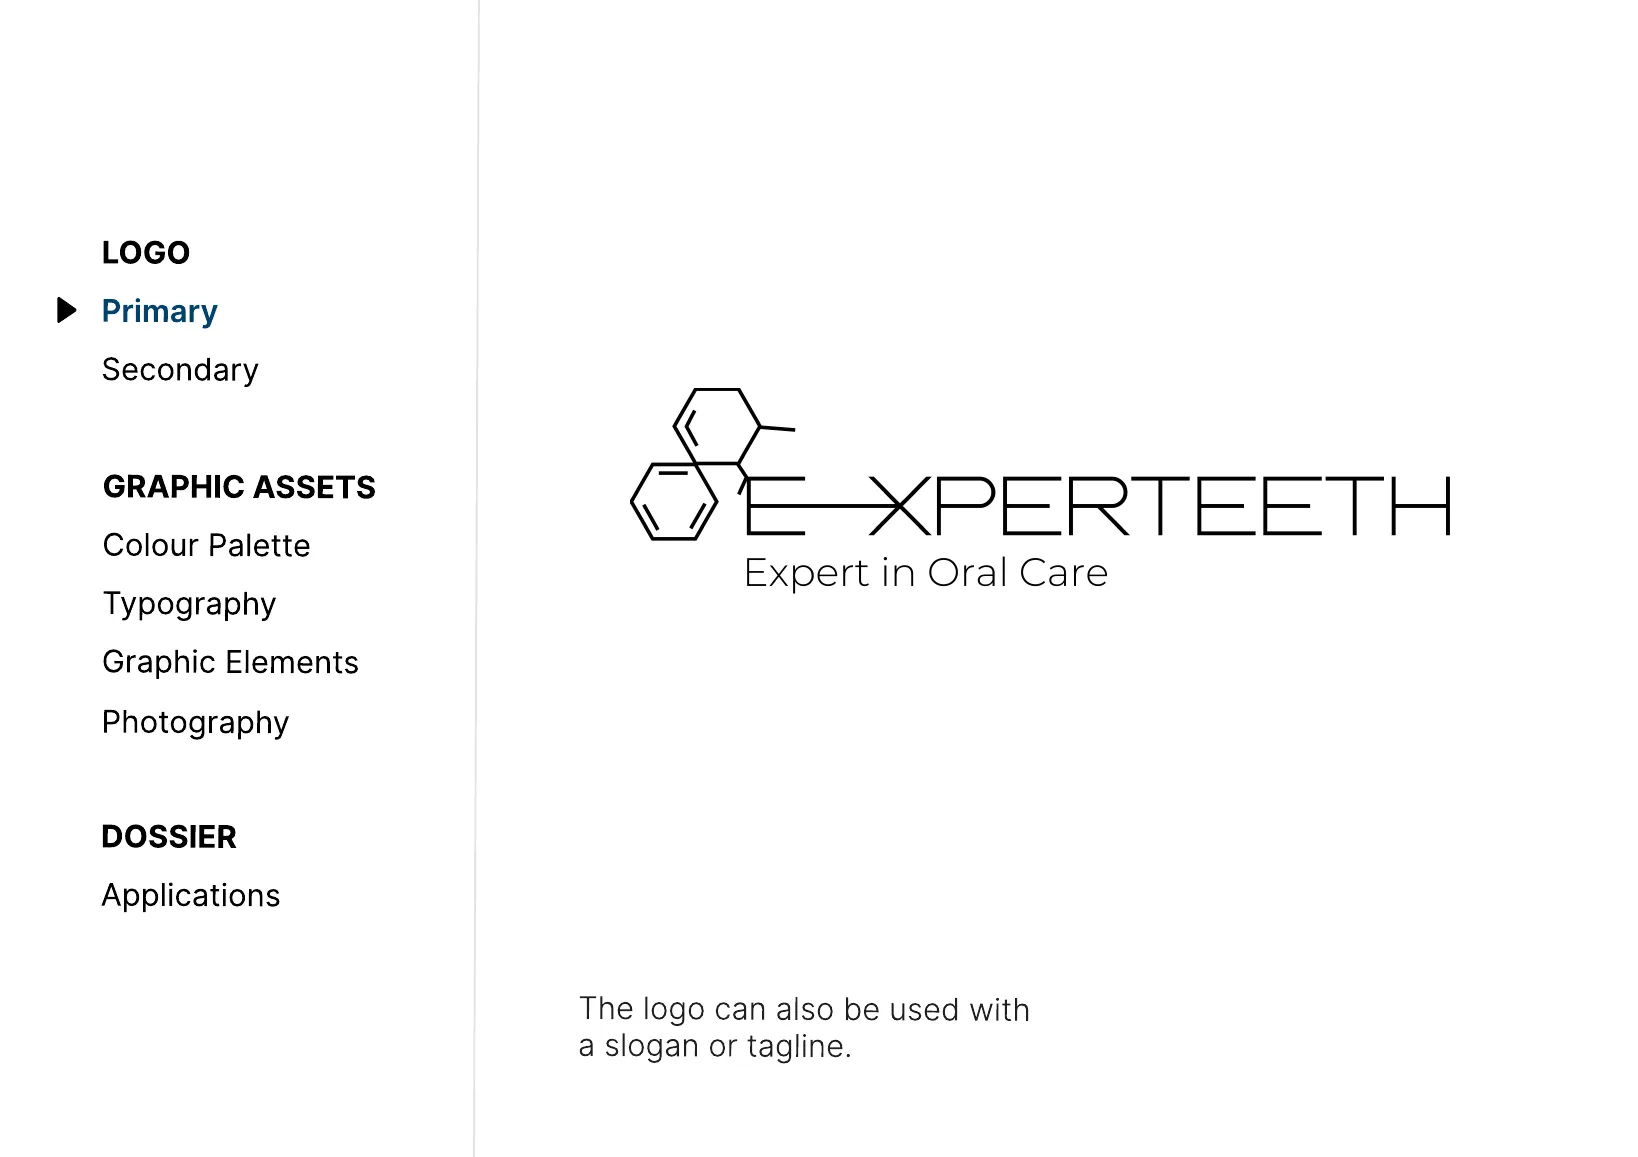 LOGO
Primary
Secondary
GRAPHIC ASSETS
Colour Palette
Typography
Graphic Elements
Photography
DOSSIER
Applications
EXPERTEETH
Expert in Oral Care
The logo can also be used with
a slogan or tagline.